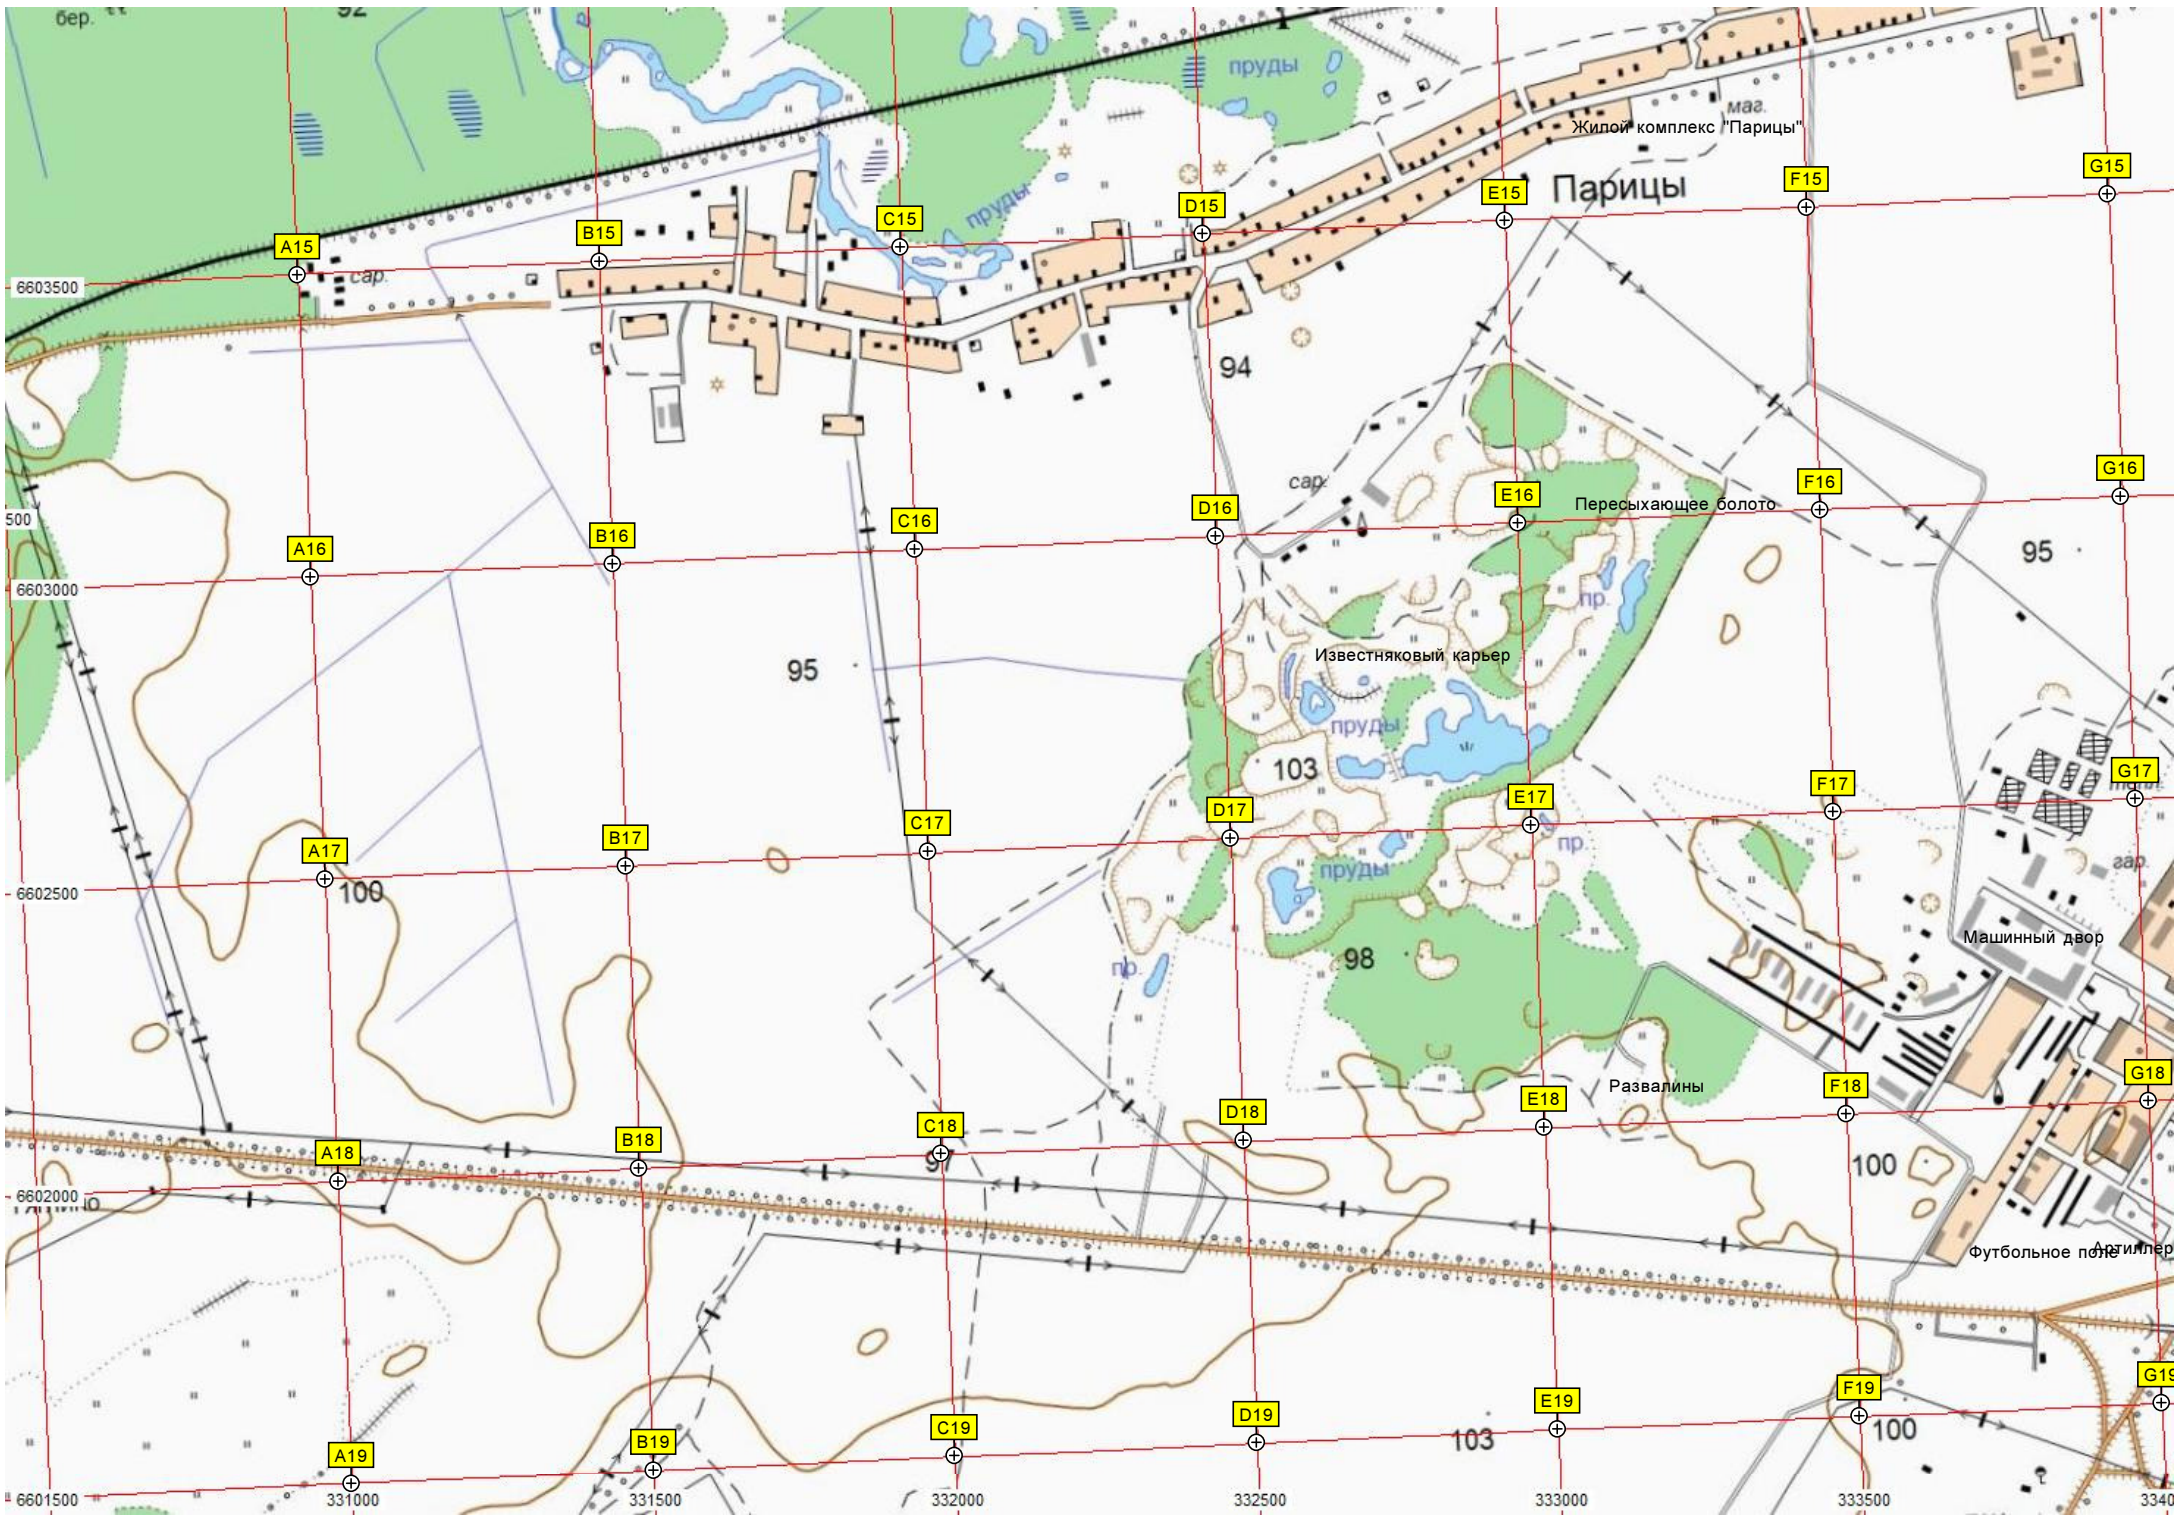 бер.
92
пруды
маг.
Жилой комплекс "Парицы"
Парицы
G15
F15
E15
D15
C15
B15
A15
пруды
сар.
6603500
94
G16
F16
E16
D16
C16
B16
A16
сар.
Пересыхающее болото
500
95
6603000
пр.
95
Известняковый карьер
пруды
103
G17
F17
E17
D17
C17
B17
A17
тепл.
пр.
гар.
пруды
100
6602500
Машинный двор
98
пр.
Развалины
G18
F18
E18
D18
C18
B18
A18
97
100
6602000
Футбольное поле
Артиллер
G19
F19
E19
D19
C19
B19
A19
103
100
6601500
331000
331500
332000
332500
333000
333500
3340